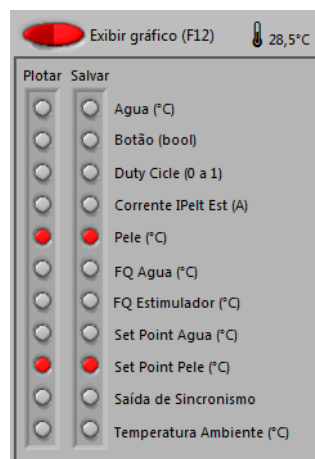 Exibir gráfico (F12) 28,5°C
Plotar Salvar
Agua (°C)
Botão (bool)
Duty Cicle (0 a 1)
Corrente IPelt Est (A)
Pele (°C)
FQ Agua (°C)
FQ Estimulador (°C)
Set Point Agua (°C)
Set Point Pele (°C)
Saída de Sincronismo
Temperatura Ambiente (°C)